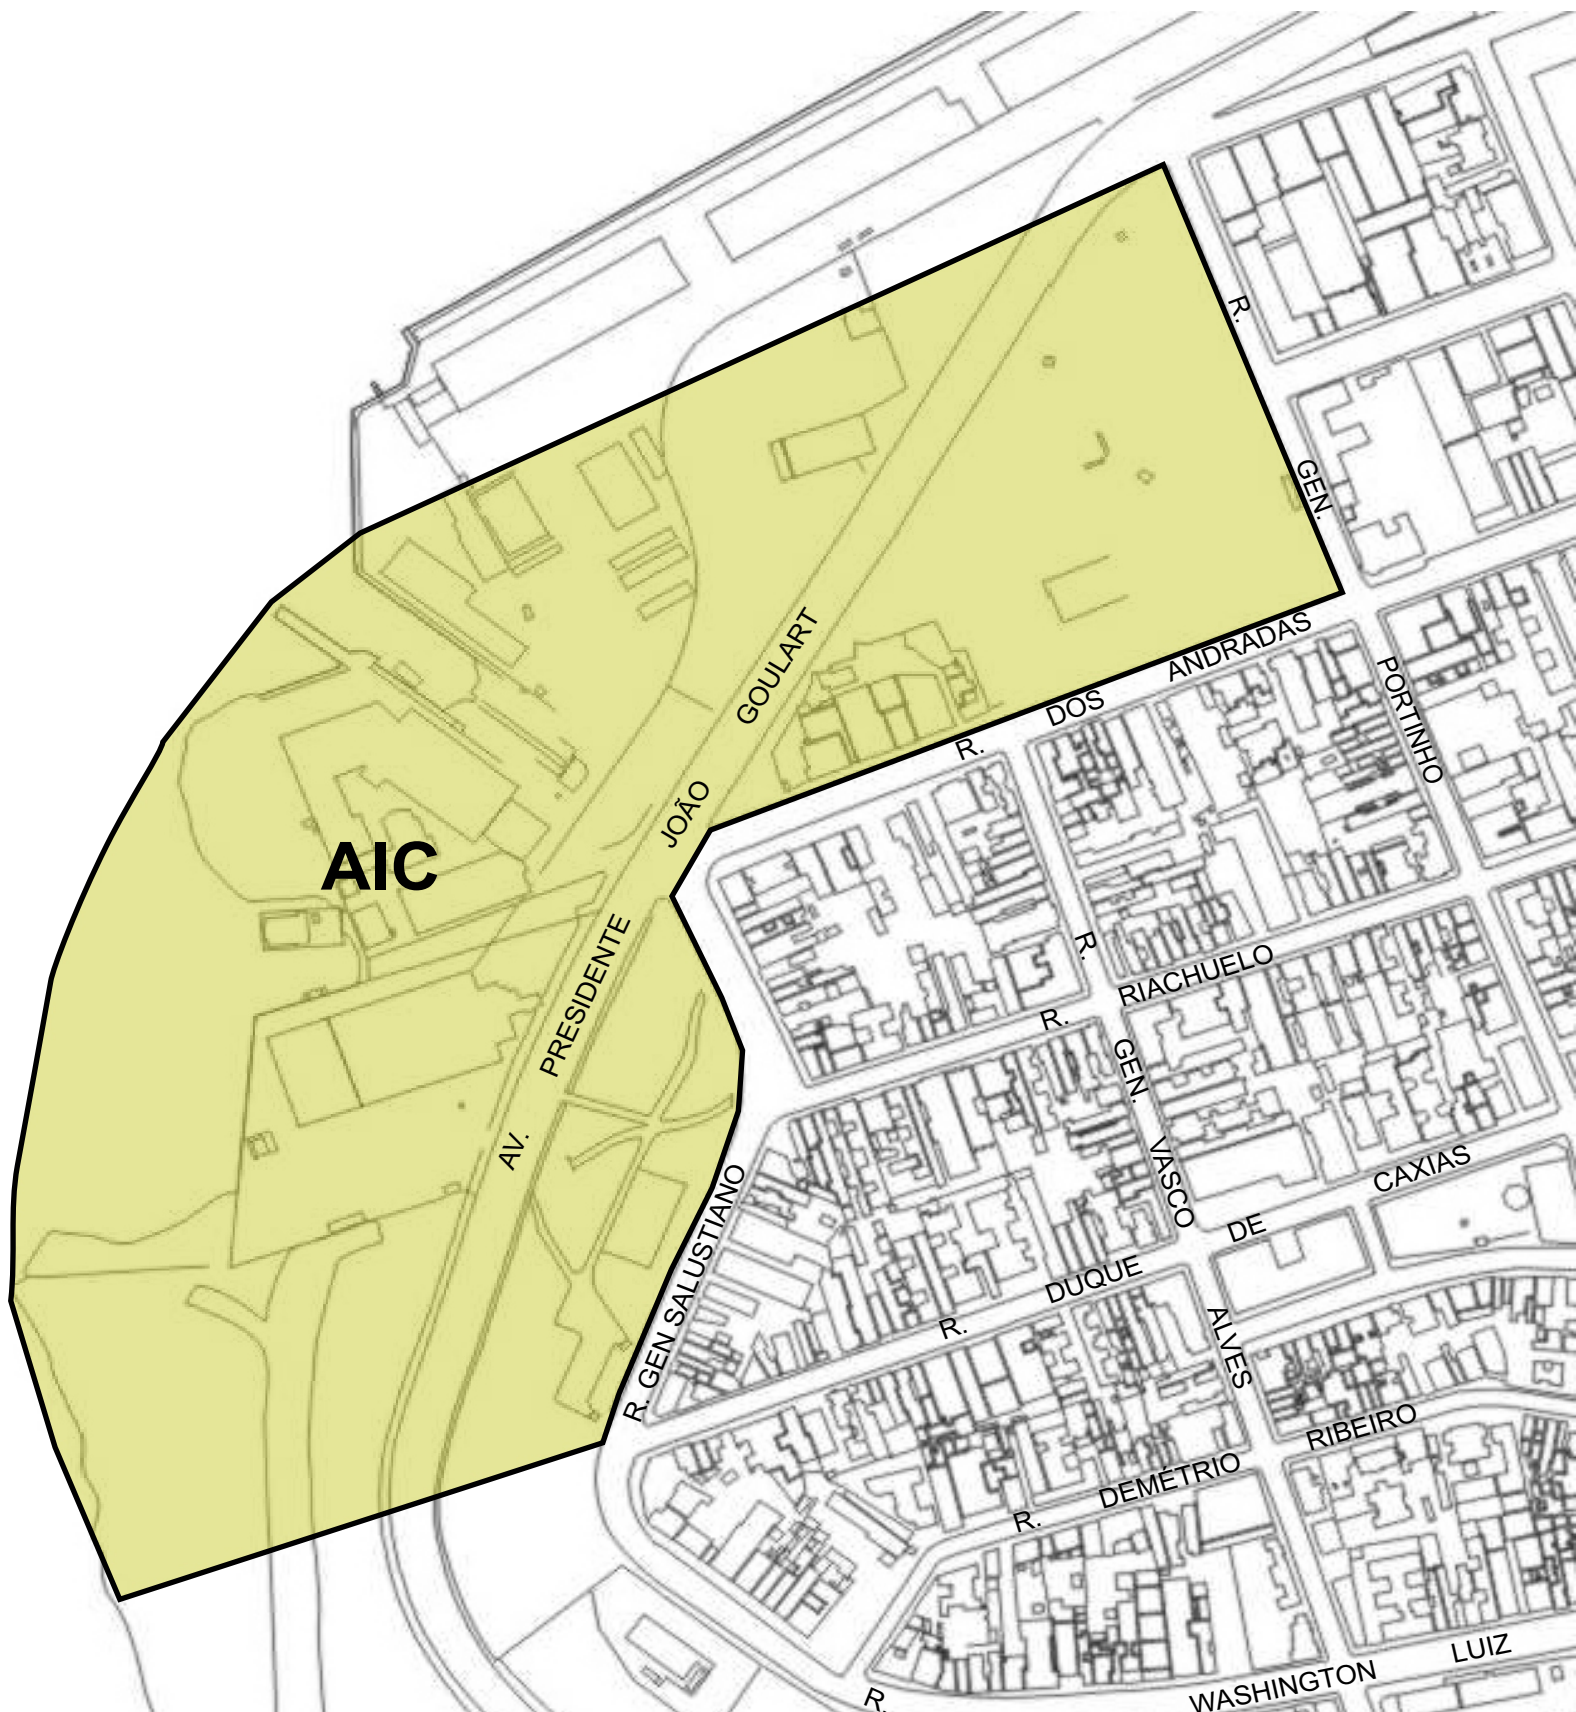 R. GEN. PORTINHO
R. DOS ANDRADAS
AV. PRESIDENTE JOÃO GOULART
AIC
R. RIACHUELO
R. GEN. VASCO ALVES
R. GEN SALUSTIANO
R. DUQUE DE CAXIAS
R. DEMÉTRIO RIBEIRO
R. WASHINGTON LUIZ